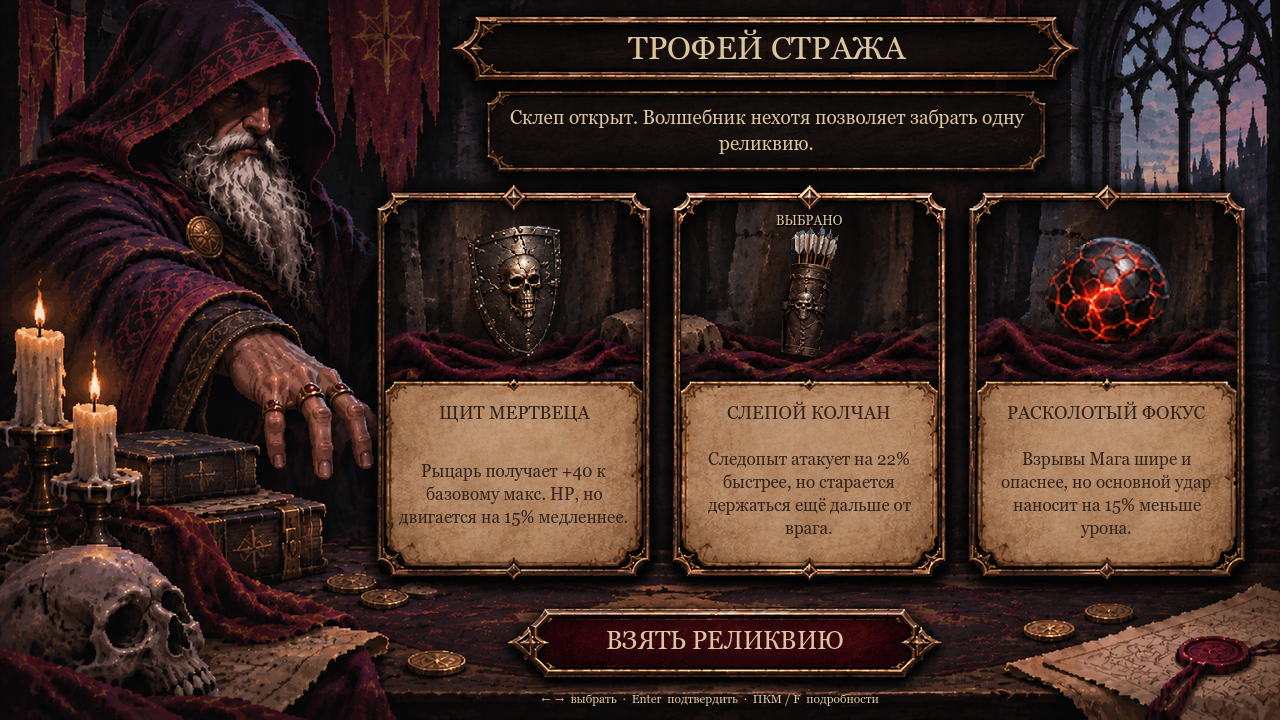 ТРОФЕЙ СТРАЖА
Склеп открыт. Волшебник нехотя позволяет забрать одну
реликвию.
ЩИТ МЕРТВЕЦА
Рыцарь получает +40 к
базовому макс. HP, но
двигается на 15% медленнее.
ВЫБРАНО
СЛЕПОЙ КОЛЧАН
Следопыт атакует на 22%
быстрее, но старается
держаться ещё дальше от
врага.
РАСКОЛОТЫЙ ФОКУС
Взрывы Мага шире и
опаснее, но основной удар
наносит на 15% меньше
урона.
ВЗЯТЬ РЕЛИКВИЮ
← → выбрать · Enter подтвердить · ПКМ / F подробности